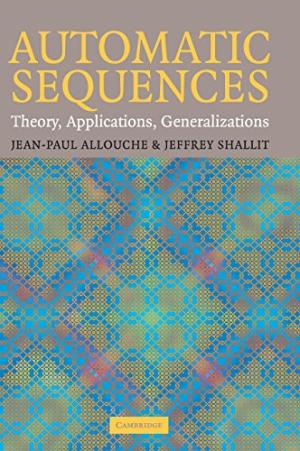 AUTOMATIC
SEQUENCES
Theory, Applications, Generalizations
JEAN-PAUL ALLOUCHE & JEFFREY SHALLIT
CAMBRIDGE